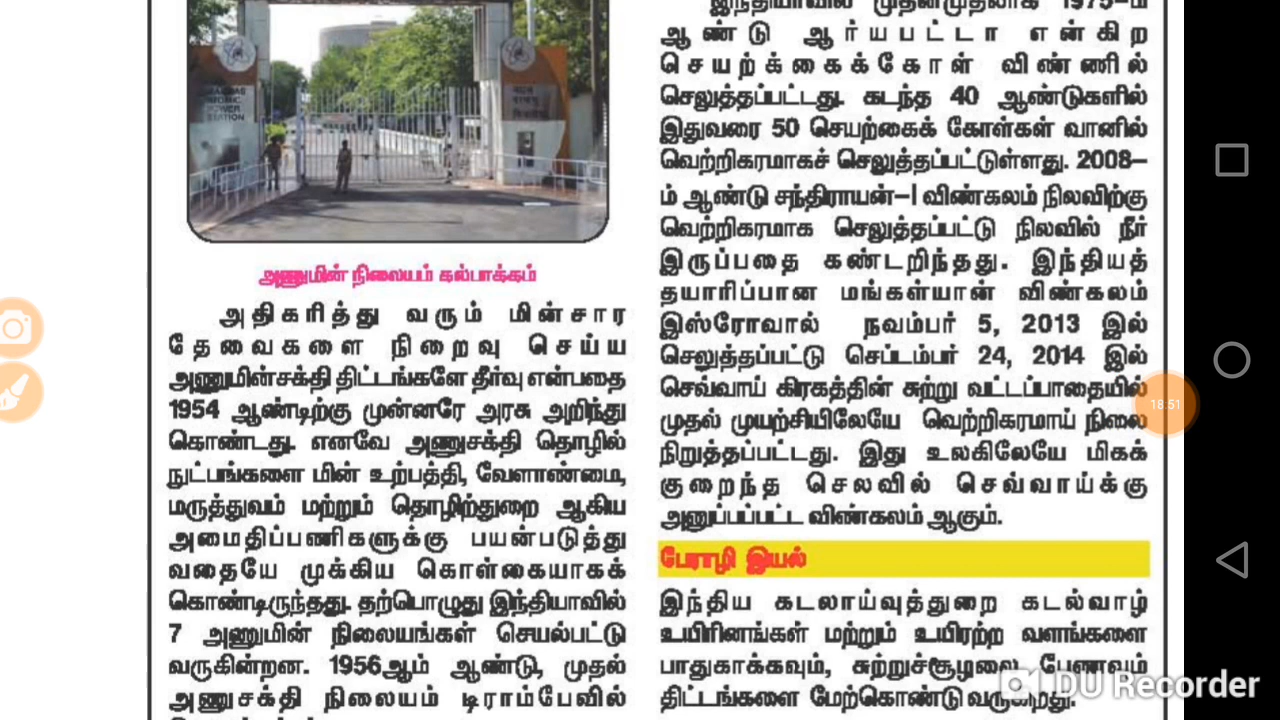 MADRAS
ATOMIC
POWER
STATION
அணுமின் நிலையம் கல்பாக்கம்
அதிகரித்து வரும் மின்சார
தேவைகளை நிறைவு செய்ய
அணுமின்சக்தி திட்டங்களே தீர்வு என்பதை
1954 ஆண்டிற்கு முன்னரே அரசு அறிந்து
கொண்டது. எனவே அணுசக்தி தொழில்
நுட்பங்களை மின் உற்பத்தி, வேளாண்மை,
மருத்துவம் மற்றும் தொழிற்துறை ஆகிய
அமைதிப்பணிகளுக்கு பயன்படுத்து
வதையே முக்கிய கொள்கையாகக்
கொண்டிருந்தது. தற்பொழுது இந்தியாவில்
7 அணுமின் நிலையங்கள் செயல்பட்டு
வருகின்றன. 1956ஆம் ஆண்டு, முதல்
அணுசக்தி நிலையம் டிராம்பேவில்
இந்தியாவில் முதன்முதலாக 1975-ம்
ஆண்டு ஆர்யபட்டா என்கிற
செயற்க்கைக்கோள் விண்ணில்
செலுத்தப்பட்டது. கடந்த 40 ஆண்டுகளில்
இதுவரை 50 செயற்கைக் கோள்கள் வானில்
வெற்றிகரமாகச் செலுத்தப்பட்டுள்ளது. 2008-
ம் ஆண்டு சந்திராயன்-I விண்கலம் நிலவிற்கு
வெற்றிகரமாக செலுத்தப்பட்டு நிலவில் நீர்
இருப்பதை கண்டறிந்தது. இந்தியத்
தயாரிப்பான மங்கள்யான் விண்கலம்
இஸ்ரோவால் நவம்பர் 5, 2013 இல்
செலுத்தப்பட்டு செப்டம்பர் 24, 2014 இல்
செவ்வாய் கிரகத்தின் சுற்று வட்டப்பாதையில்
முதல் முயற்சியிலேயே வெற்றிகரமாய் நிலை
நிறுத்தப்பட்டது. இது உலகிலேயே மிகக்
குறைந்த செலவில் செவ்வாய்க்கு
அனுப்பப்பட்ட விண்கலம் ஆகும்.
பேராழி இயல்
இந்திய கடலாய்வுத்துறை கடல்வாழ்
உயிரினங்கள் மற்றும் உயிரற்ற வளங்களை
பாதுகாக்கவும், சுற்றுச்சூழலை பேணவும்
திட்டங்களை மேற்கொண்டு வருகிறது.
18:51
DU Recorder